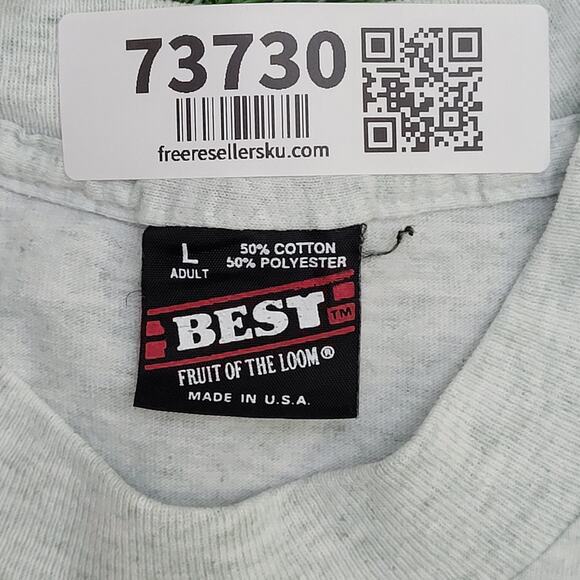 73730
freeresellersku.com
L
ADULT
50% COTTON
50% POLYESTER
BEST TM
FRUIT OF THE LOOM®
MADE IN U.S.A.